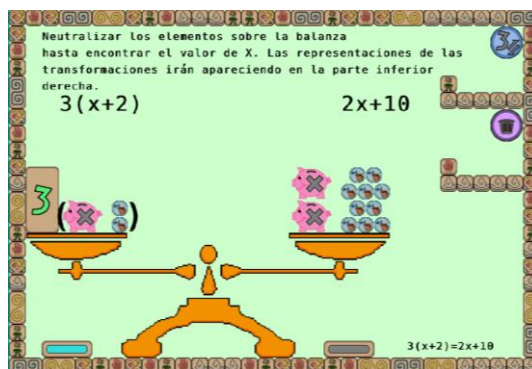 Neutralizar los elementos sobre la balanza
hasta encontrar el valor de X. Las representaciones de las
transformaciones irán apareciendo en la parte inferior
derecha.
3(x+2) 2x+10
3 ( )
3(x+2)=2x+10